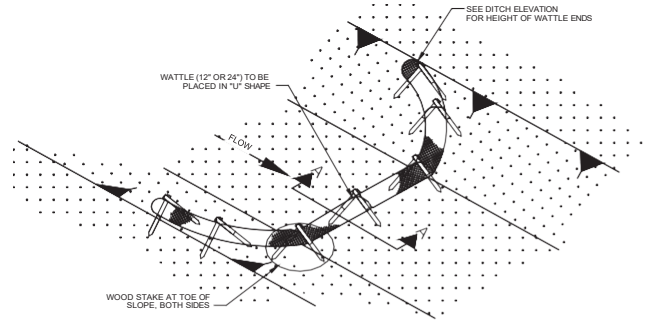 SEE DITCH ELEVATION
FOR HEIGHT OF WATTLE ENDS
WATTLE (12" OR 24") TO BE
PLACED IN "U" SHAPE
FLOW
A
A
WOOD STAKE AT TOE OF
SLOPE, BOTH SIDES